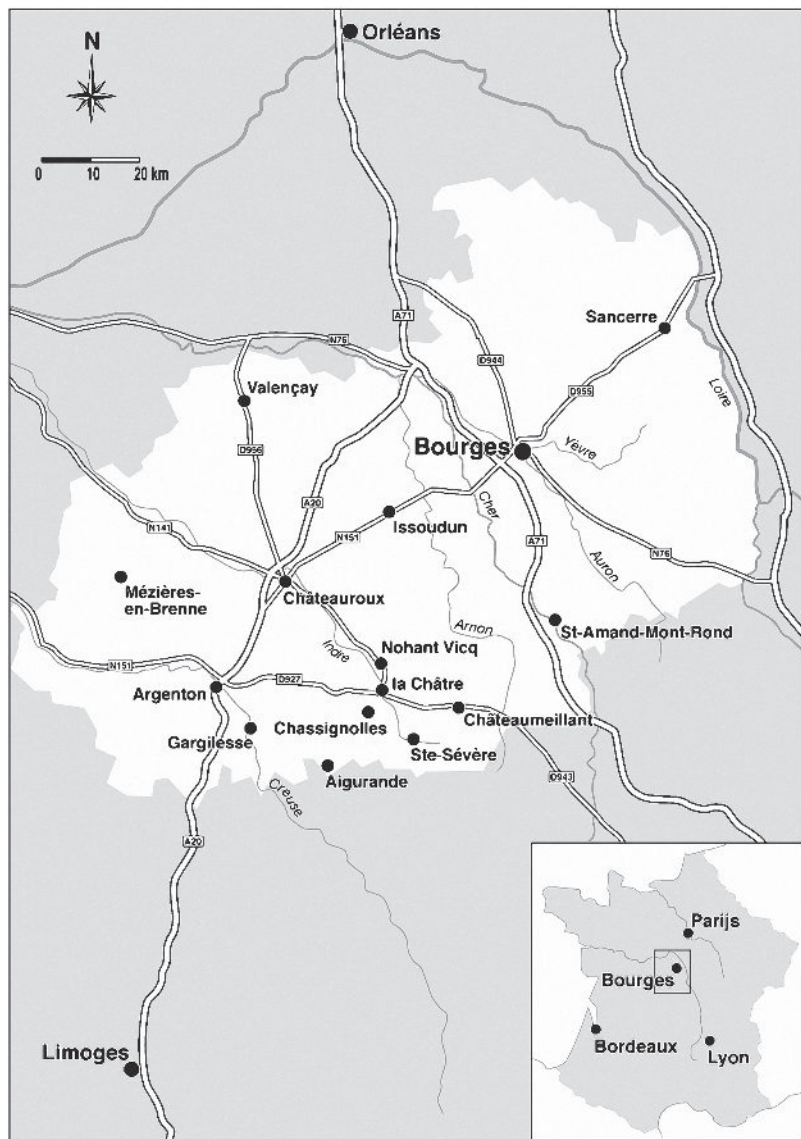 Orléans
N
0 10 20 km
Sancerre
A71
N76
D944
Valençay
D955
Loire
Bourges
Yèvre
D956
A20
Cher
Issoudun
N141
N151
A71
Auron
N76
Mézières-
en-Brenne
Châteauroux
Arnon
St-Amand-Mont-Rond
Indre
Nohant Vicq
N151
D927
Argenton
la Châtre
Châteaumeillant
Chassignolles
Gargilesse
Ste-Sévère
Aigurande
D943
Creuse
A20
Parijs
Bourges
Bordeaux
Lyon
Limoges